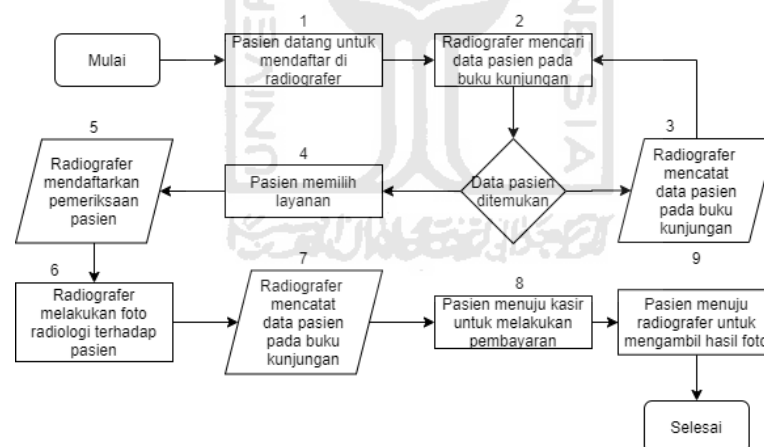 1
2
Mulai
Pasien datang untuk
mendaftar di
radiografer
Radiografer mencari
data pasien pada
buku kunjungan
5
4
3
Radiografer
mendaftarkan
pemeriksaan
pasien
Pasien memilih
layanan
Data pasien
ditemukan
Radiografer
mencatat
data pasien
pada buku
kunjungan
6
7
8
9
Radiografer
melakukan foto
radiologi terhadap
pasien
Radiografer
mencatat
data pasien
pada buku
kunjungan
Pasien menuju kasir
untuk melakukan
pembayaran
Pasien menuju
radiografer untuk
mengambil hasil foto
Selesai